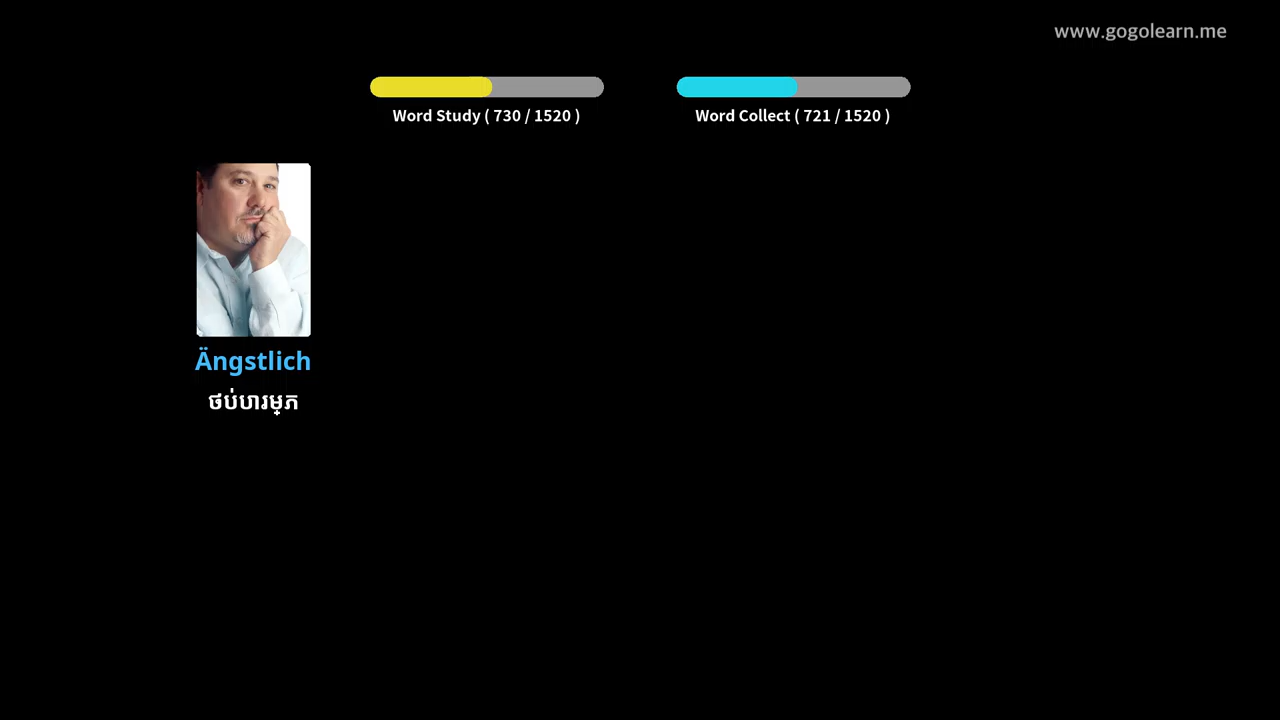 www.gogolearn.me
Word Study ( 730 / 1520 )
Word Collect ( 721 / 1520 )
Ängstlich
ថប់បារម្ភ